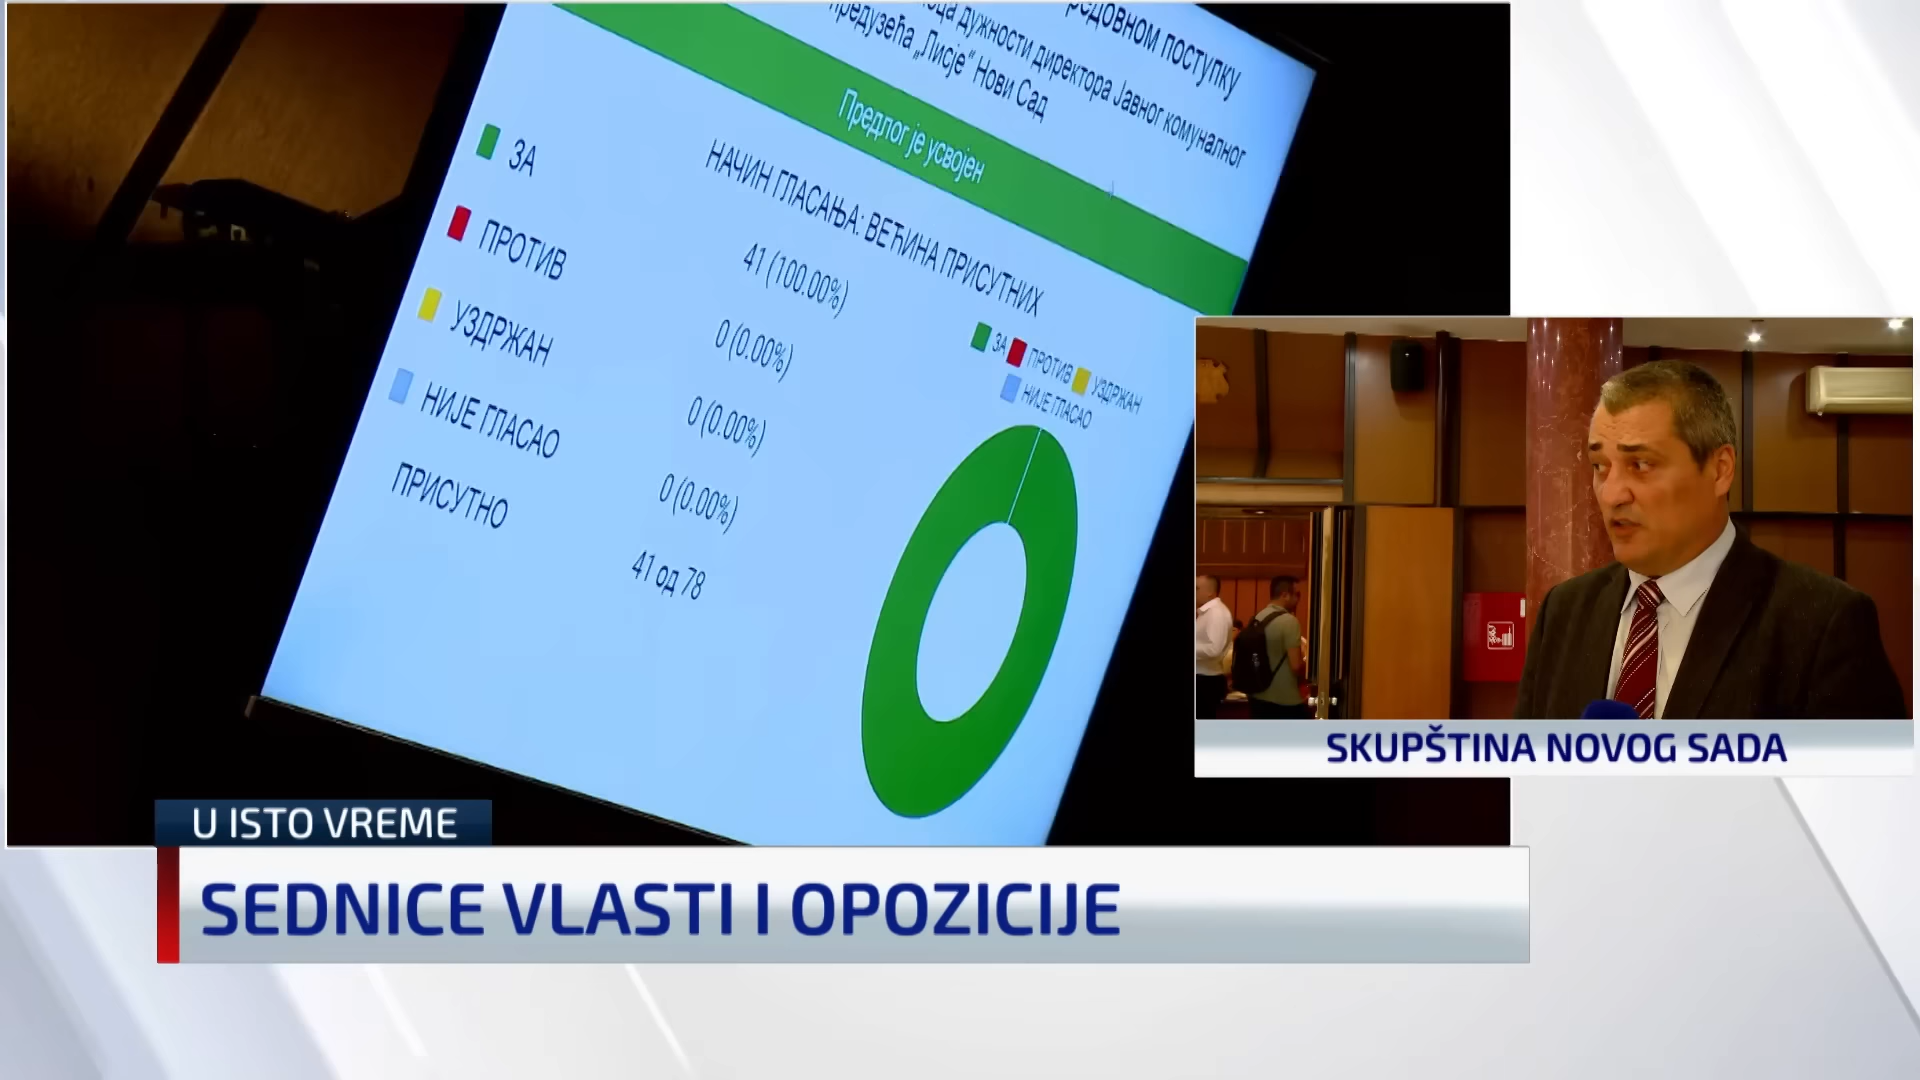 редовном поступку
дужности директора Јавног комуналног
предузећа „Лисје“ Нови Сад
Предлог је усвојен
НАЧИН ГЛАСАЊА: ВЕЋИНА ПРИСУТНИХ
ЗА 41 (100.00%)
ПРОТИВ 0 (0.00%)
УЗДРЖАН 0 (0.00%)
НИЈЕ ГЛАСАО 0 (0.00%)
ПРИСУТНО 41 од 78
ЗА ПРОТИВ УЗДРЖАН
НИЈЕ ГЛАСАО
SKUPŠTINA NOVOG SADA
U ISTO VREME
SEDNICE VLASTI I OPOZICIJE